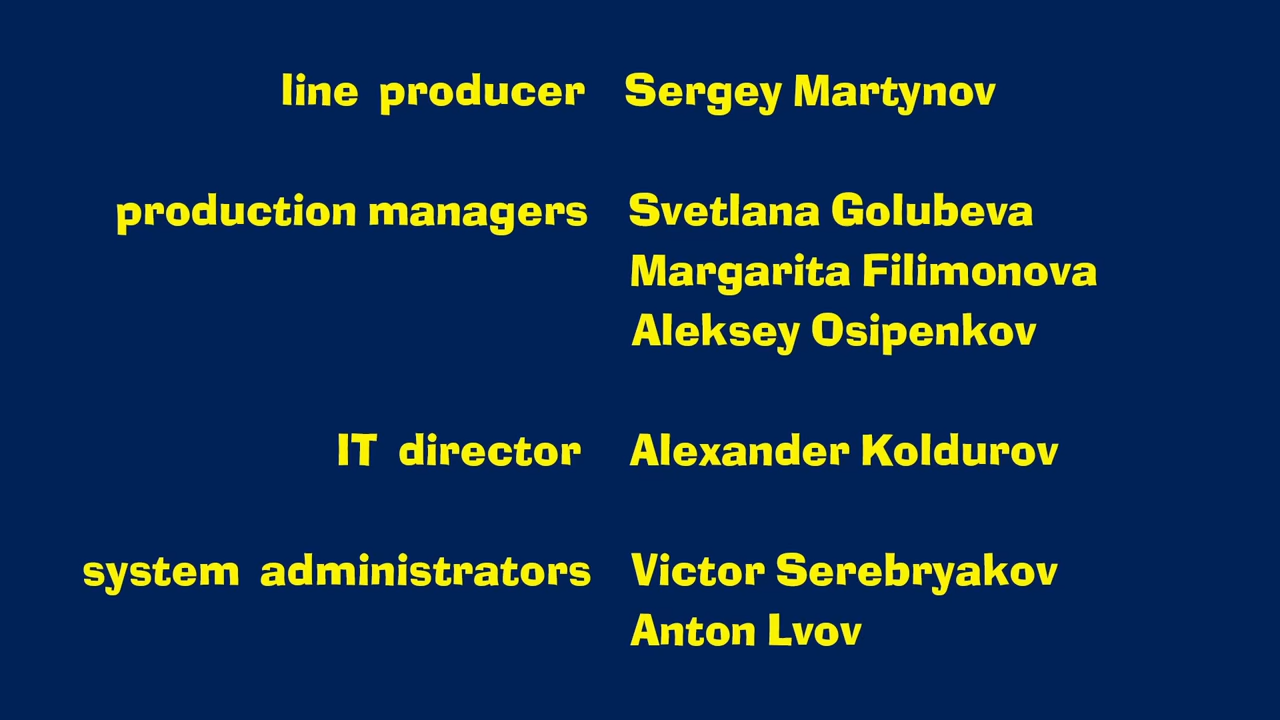 line producer Sergey Martynov
production managers Svetlana Golubeva
Margarita Filimonova
Aleksey Osipenkov
IT director Alexander Koldurov
system administrators Victor Serebryakov
Anton Lvov